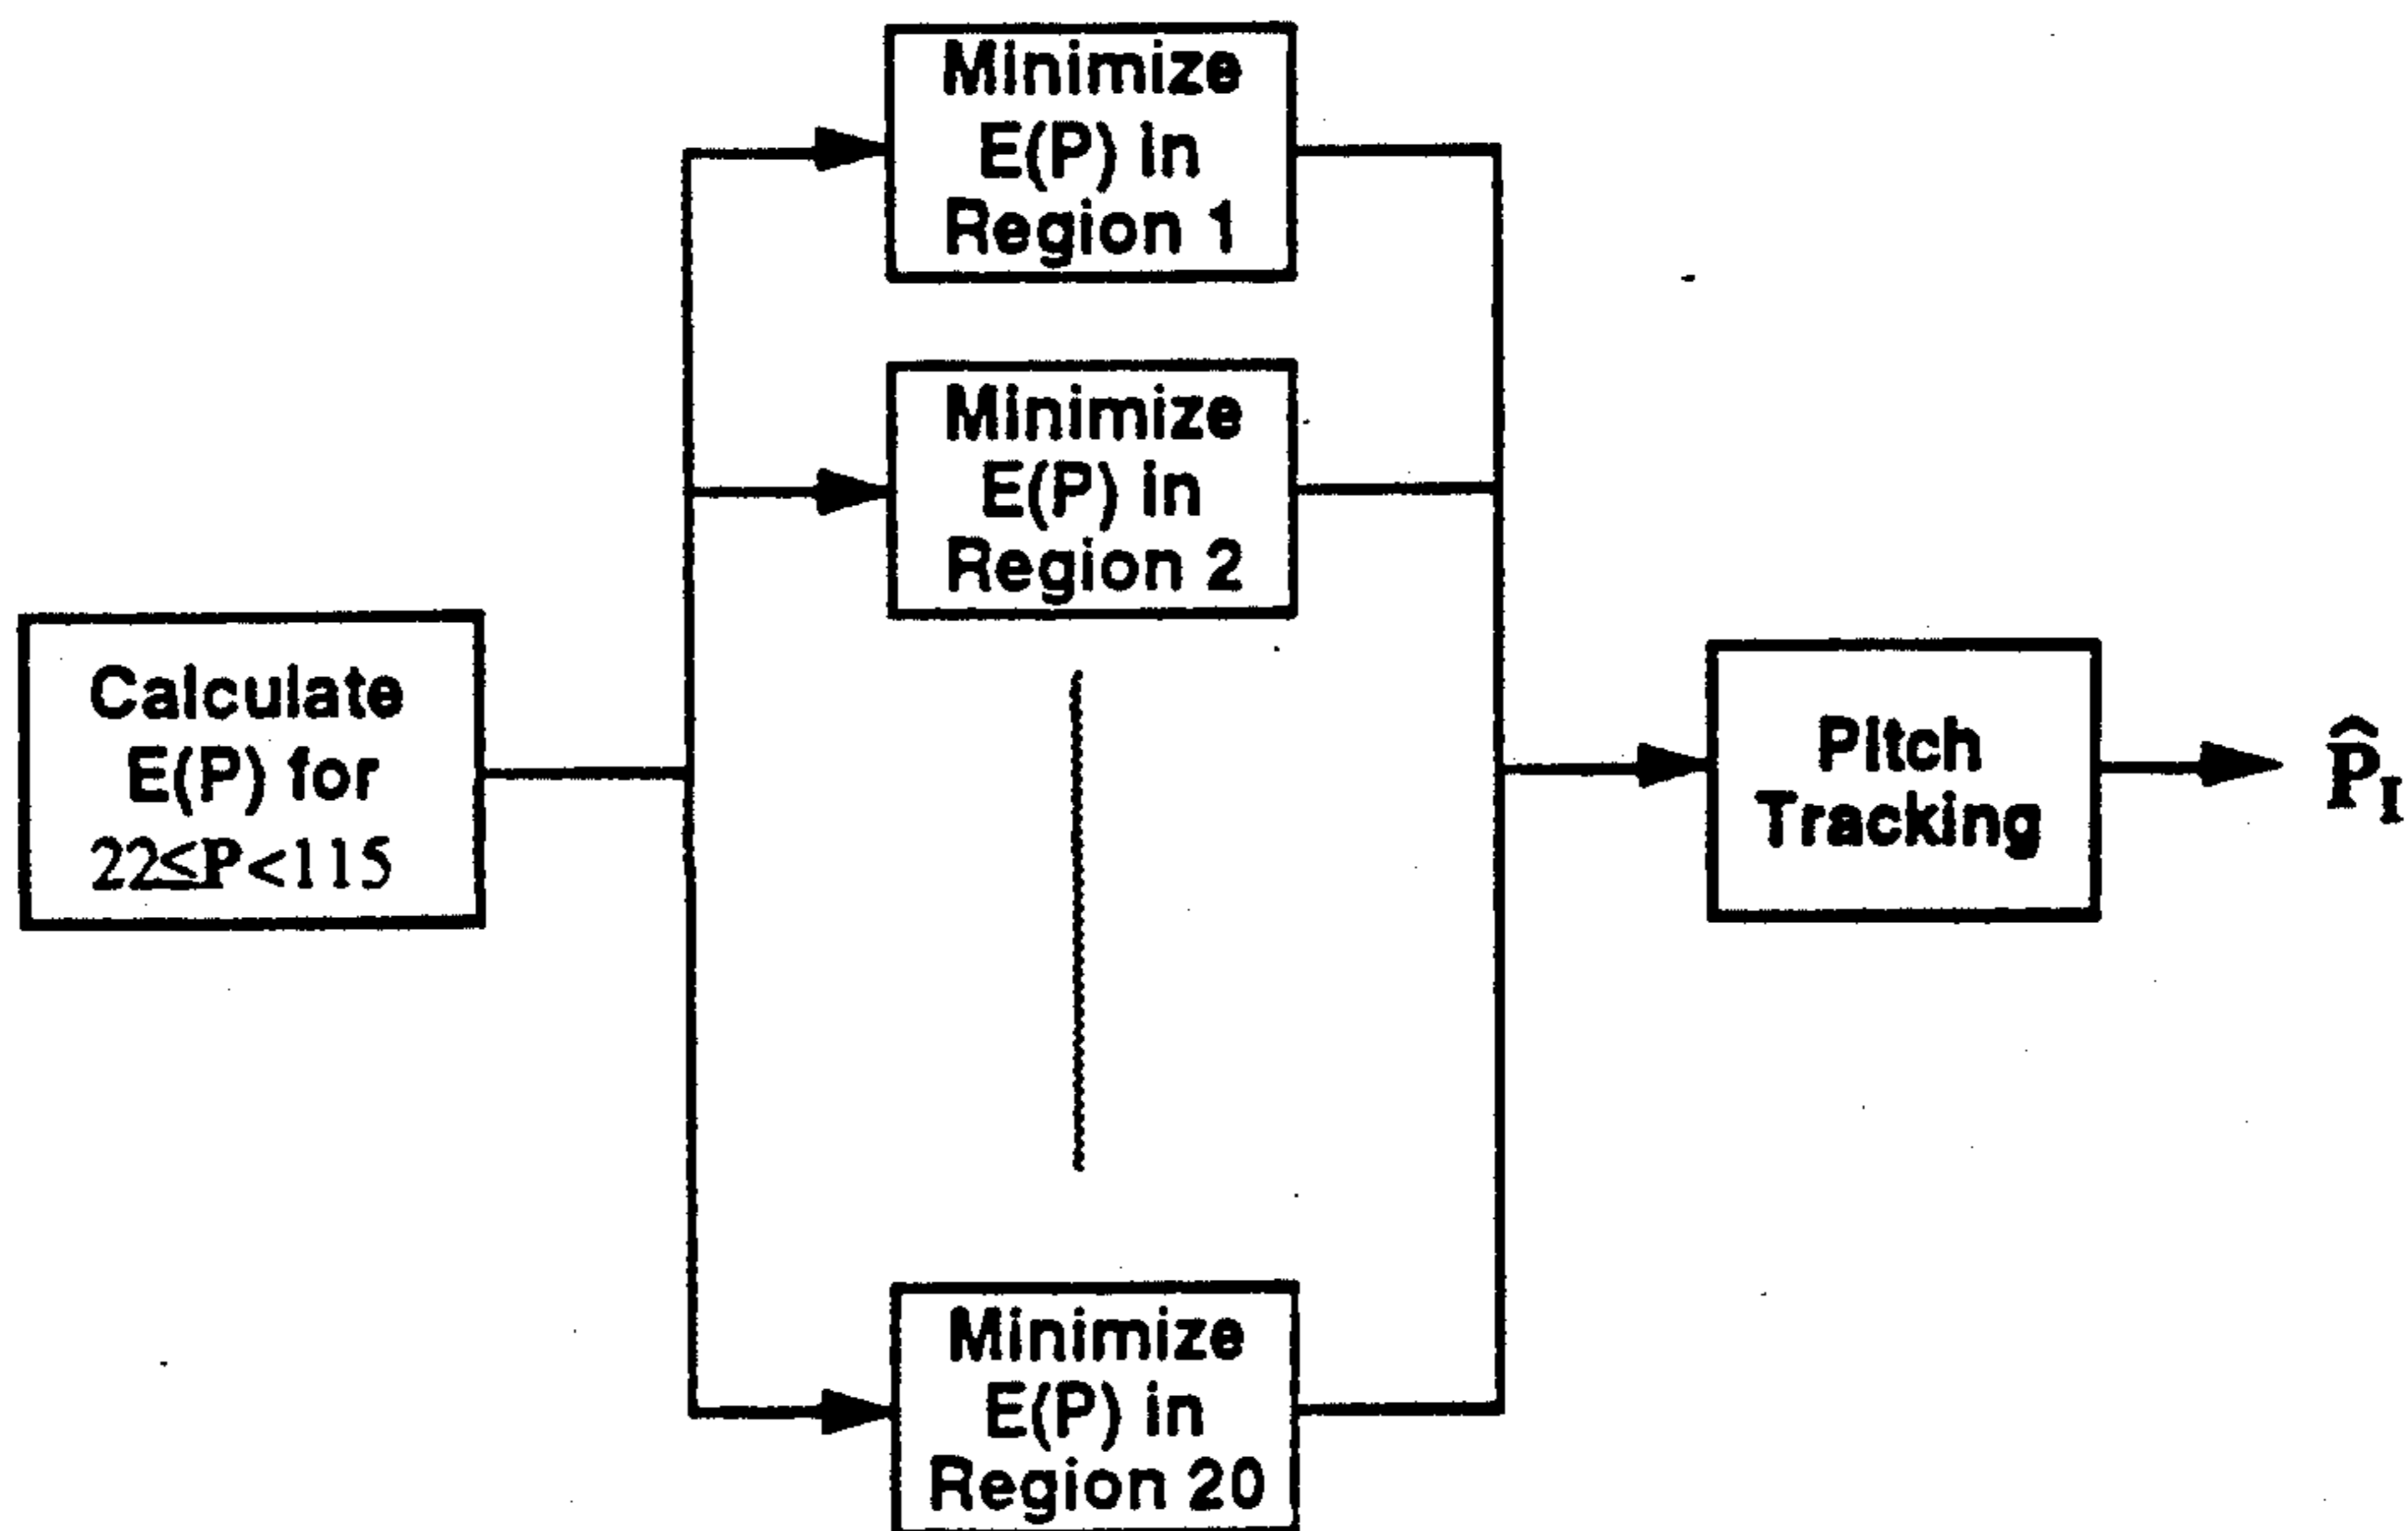 Minimize
E(P) in
Region 1
Minimize
E(P) in
Region 2
Calculate
E(P) for
22≤P<115
Pitch
Tracking
P̂I
Minimize
E(P) in
Region 20